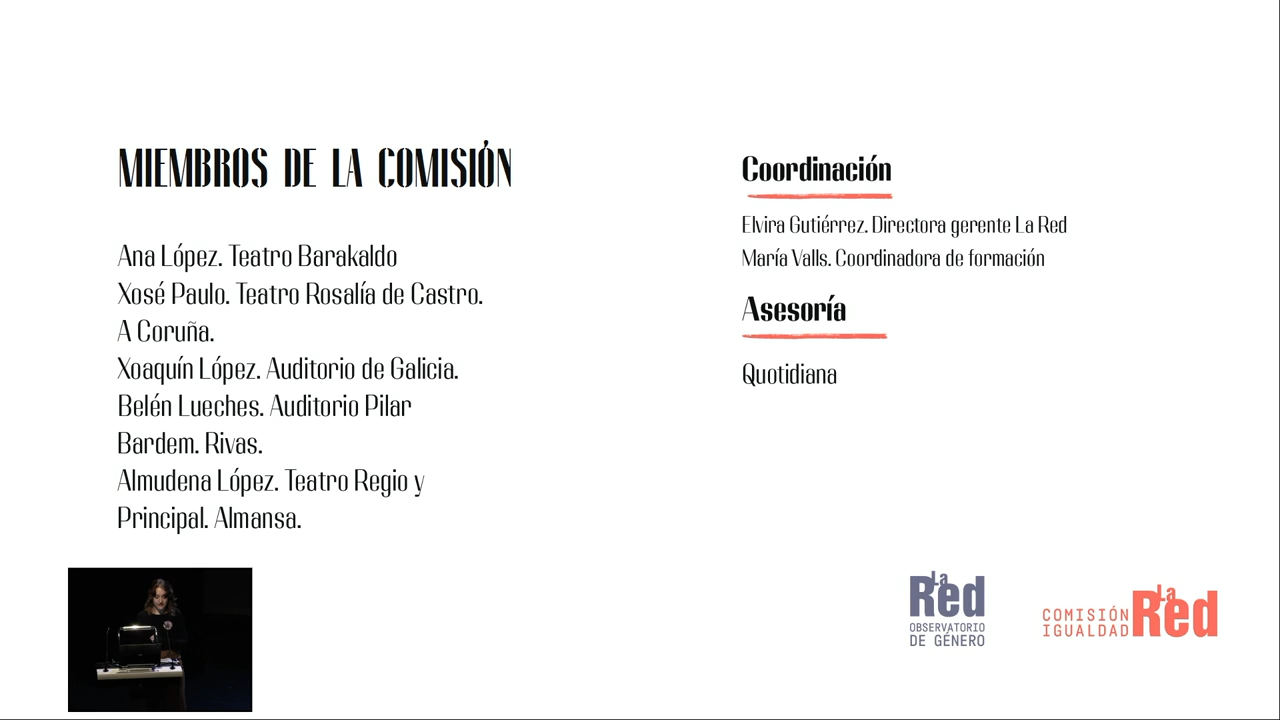 MIEMBROS DE LA COMISIÓN
Ana López. Teatro Barakaldo
Xosé Paulo. Teatro Rosalía de Castro.
A Coruña.
Xoaquín López. Auditorio de Galicia.
Belén Lueches. Auditorio Pilar
Bardem. Rivas.
Almudena López. Teatro Regio y
Principal. Almansa.
Coordinación
Elvira Gutiérrez. Directora gerente La Red
María Valls. Coordinadora de formación
Asesoría
Quotidiana
La
Red
OBSERVATORIO
DE GÉNERO
COMISIÓN
IGUALDAD
La
Red